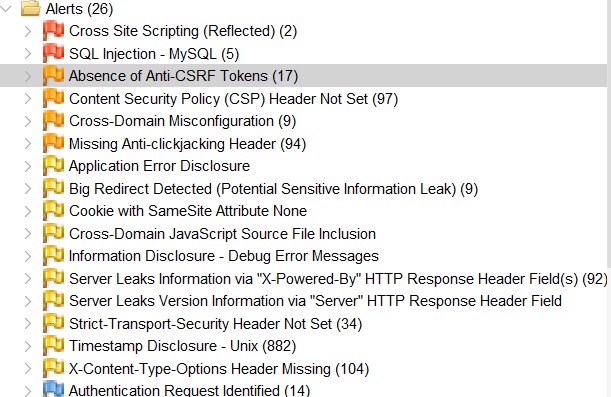 Alerts (26)
Cross Site Scripting (Reflected) (2)
SQL Injection - MySQL (5)
Absence of Anti-CSRF Tokens (17)
Content Security Policy (CSP) Header Not Set (97)
Cross-Domain Misconfiguration (9)
Missing Anti-clickjacking Header (94)
Application Error Disclosure
Big Redirect Detected (Potential Sensitive Information Leak) (9)
Cookie with SameSite Attribute None
Cross-Domain JavaScript Source File Inclusion
Information Disclosure - Debug Error Messages
Server Leaks Information via "X-Powered-By" HTTP Response Header Field(s) (92)
Server Leaks Version Information via "Server" HTTP Response Header Field
Strict-Transport-Security Header Not Set (34)
Timestamp Disclosure - Unix (882)
X-Content-Type-Options Header Missing (104)
Authentication Request Identified (14)